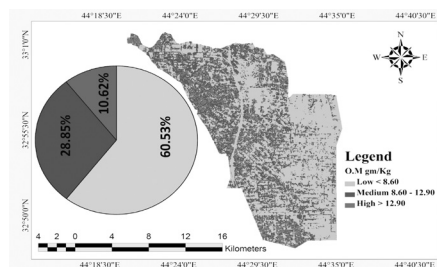 44°18'30"E 44°24'0"E 44°29'30"E 44°35'0"E 44°40'30"E
33°1'0"N
32°55'30"N
32°50'0"N
N
W E
S
10.62%
28.85%
60.53%
Legend
O.M gm/Kg
Low < 8.60
Medium 8.60 - 12.90
High > 12.90
4 2 0 4 8 12 16
Kilometers
44°18'30"E 44°24'0"E 44°29'30"E 44°35'0"E 44°40'30"E